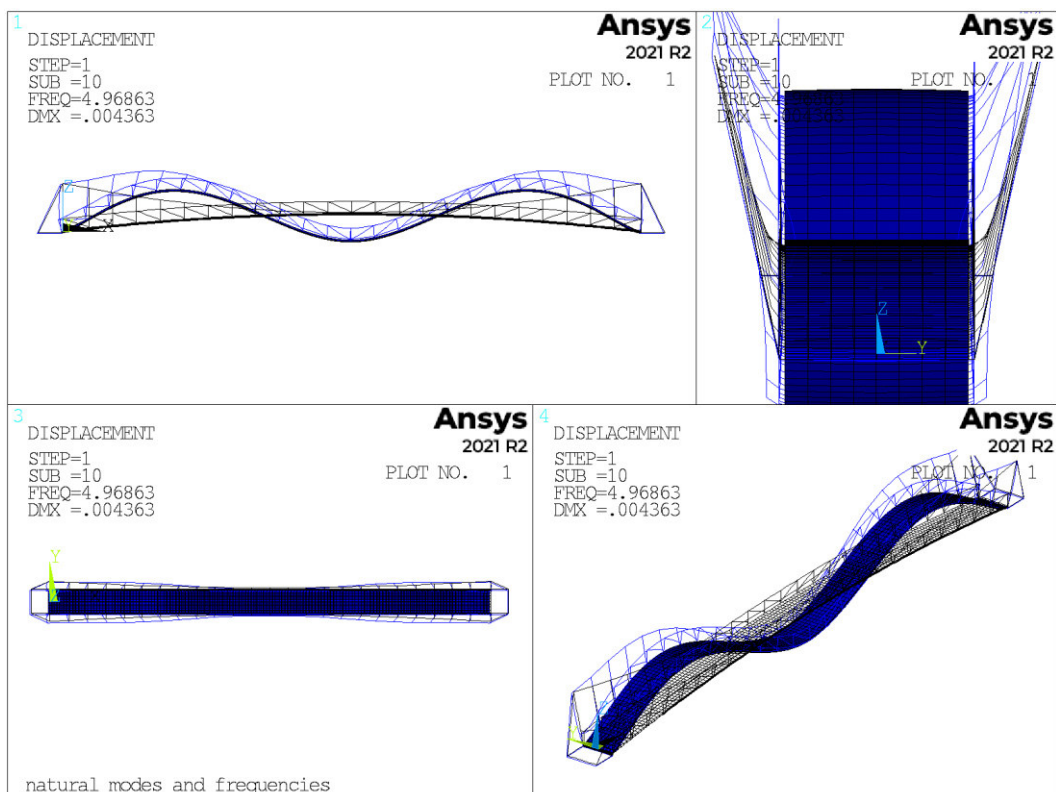 1
Ansys
2021 R2
DISPLACEMENT
STEP=1
SUB =10
FREQ=4.96863
DMX =.004363
PLOT NO. 1
Z
X
2
Ansys
2021 R2
DISPLACEMENT
STEP=1
SUB =10
PLOT NO. 1
Z
Y
3
Ansys
2021 R2
DISPLACEMENT
STEP=1
SUB =10
FREQ=4.96863
DMX =.004363
PLOT NO. 1
Y
natural modes and frequencies
4
Ansys
2021 R2
DISPLACEMENT
STEP=1
SUB =10
FREQ=4.96863
DMX =.004363
PLOT NO. 1